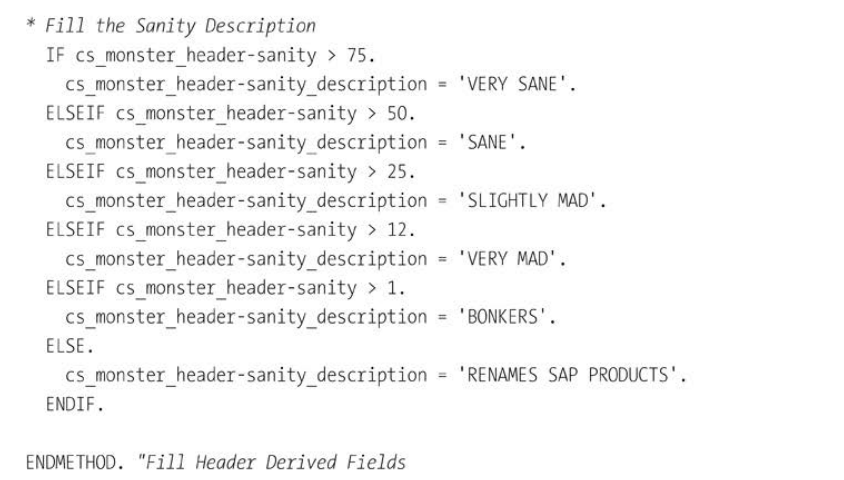 * Fill the Sanity Description
IF cs_monster_header-sanity > 75.
cs_monster_header-sanity_description = 'VERY SANE'.
ELSEIF cs_monster_header-sanity > 50.
cs_monster_header-sanity_description = 'SANE'.
ELSEIF cs_monster_header-sanity > 25.
cs_monster_header-sanity_description = 'SLIGHTLY MAD'.
ELSEIF cs_monster_header-sanity > 12.
cs_monster_header-sanity_description = 'VERY MAD'.
ELSEIF cs_monster_header-sanity > 1.
cs_monster_header-sanity_description = 'BONKERS'.
ELSE.
cs_monster_header-sanity_description = 'RENAMES SAP PRODUCTS'.
ENDIF.
ENDMETHOD. "Fill Header Derived Fields